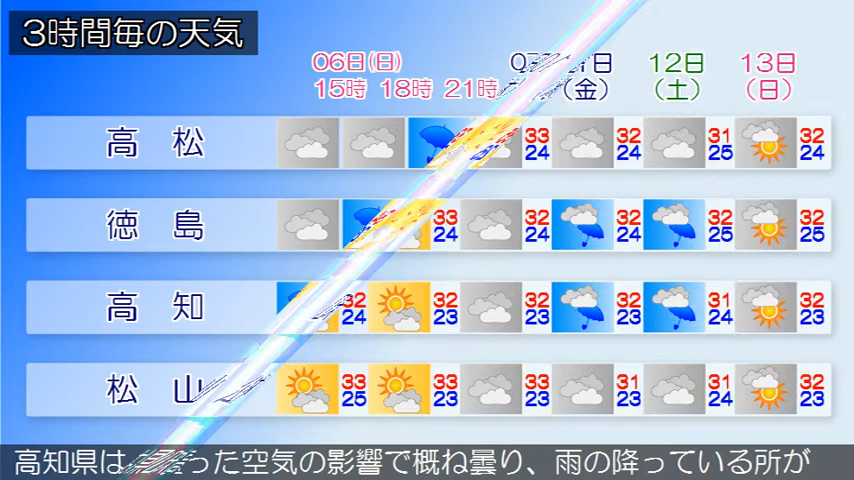 3時間毎の天気
06日(日) 日 12日 13日
15時 18時 21時 (金) (土) (日)
高松 33 32 32 31 32
24 24 24 25 24
徳島 33 32 32 32 32
24 24 24 25 25
高知 32 32 32 32 31 32
24 23 23 23 24 23
松山 33 33 33 31 31 32
25 23 23 23 24 23
高知県は った空気の影響で概ね曇り、雨の降っている所が